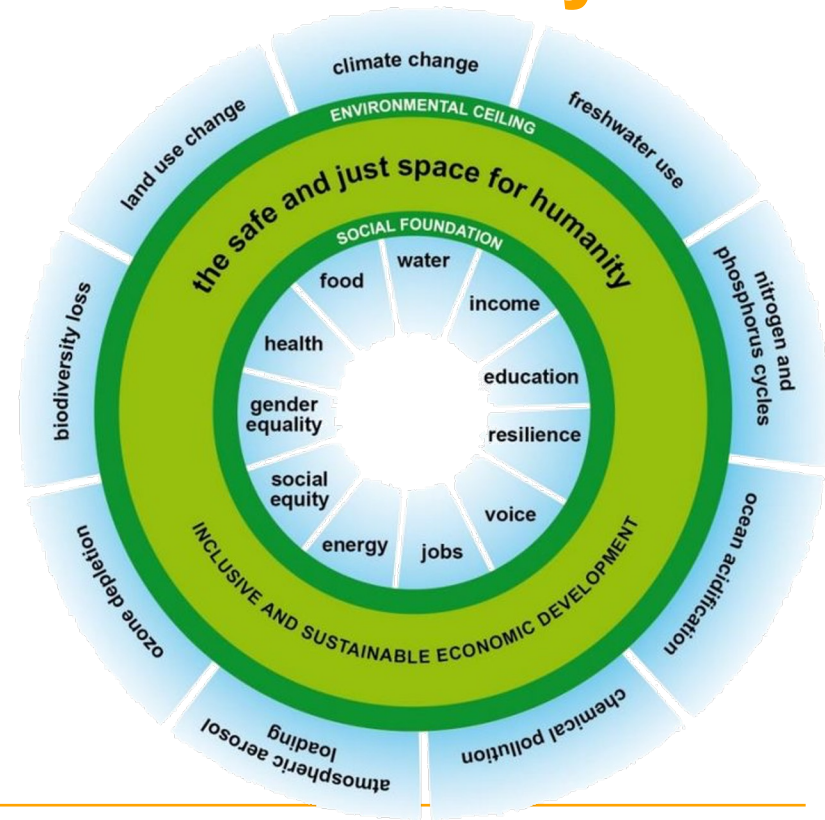 climate change
freshwater use
nitrogen and
phosphorus cycles
ocean acidification
chemical pollution
atmospheric aerosol
loading
ozone depletion
biodiversity loss
land use change
ENVIRONMENTAL CEILING
the safe and just space for humanity
SOCIAL FOUNDATION
water
income
education
resilience
voice
jobs
energy
social
equity
gender
equality
health
food
INCLUSIVE AND SUSTAINABLE ECONOMIC DEVELOPMENT